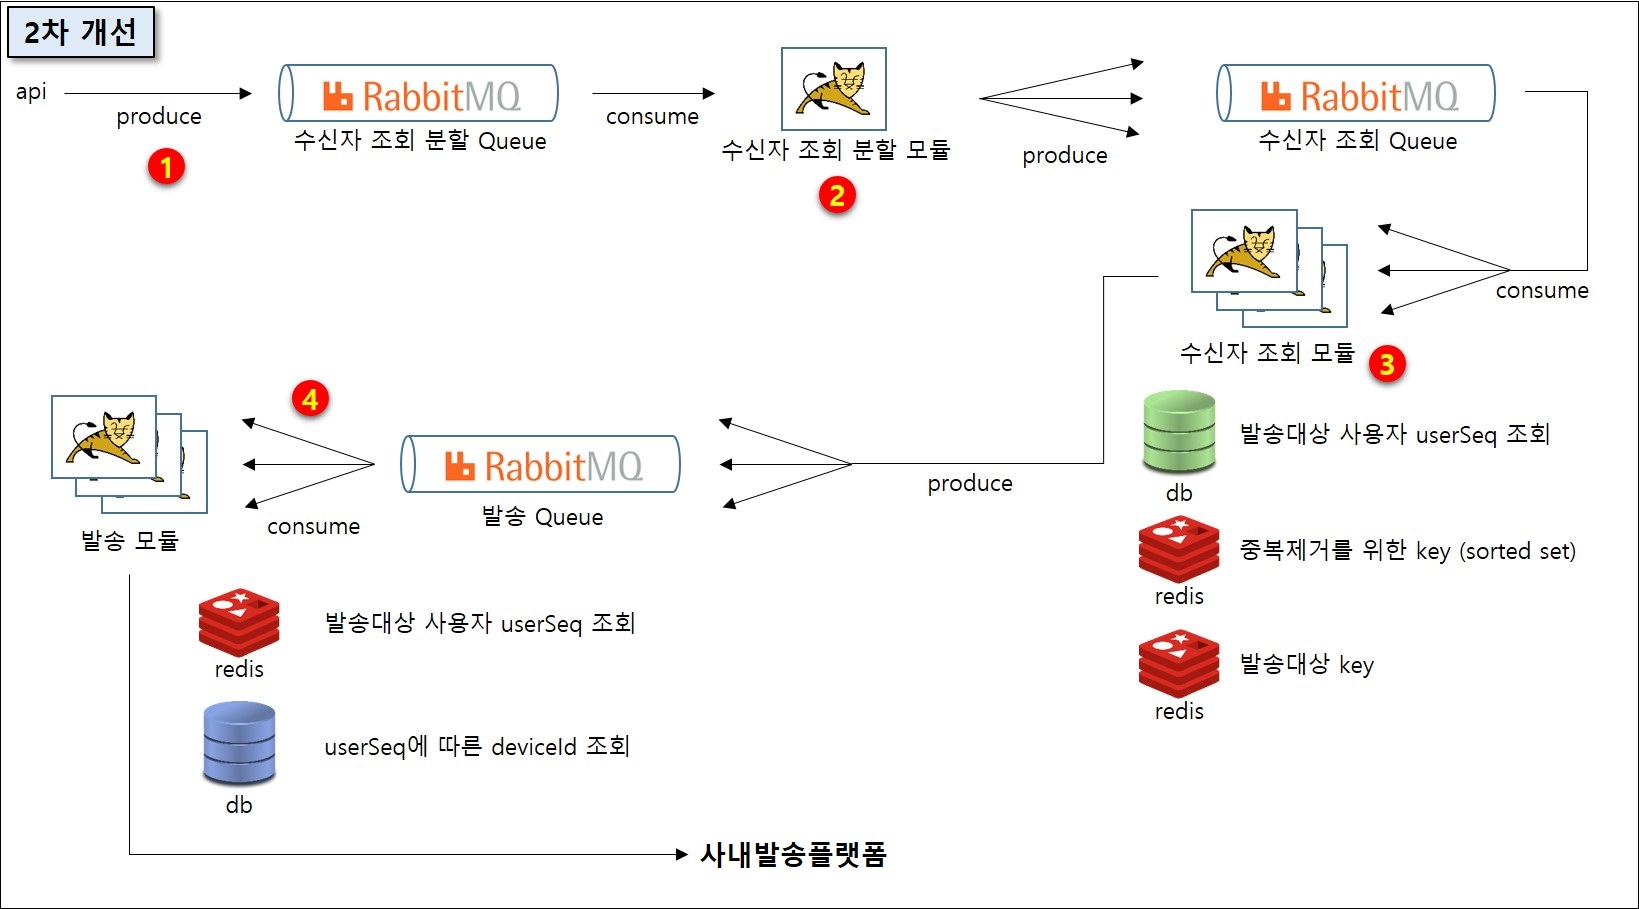 2차 개선
api
produce
1
RabbitMQ
수신자 조회 분할 Queue
consume
수신자 조회 분할 모듈
2
produce
RabbitMQ
수신자 조회 Queue
consume
수신자 조회 모듈
3
db
발송대상 사용자 userSeq 조회
redis
중복제거를 위한 key (sorted set)
redis
발송대상 key
produce
RabbitMQ
발송 Queue
4
consume
발송 모듈
redis
발송대상 사용자 userSeq 조회
db
userSeq에 따른 deviceId 조회
사내발송플랫폼